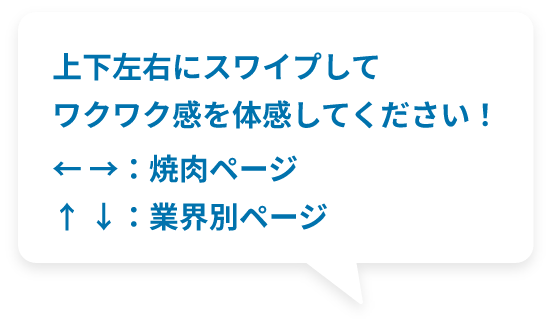 上下左右にスワイプして
ワクワク感を体感してください！
← →：焼肉ページ
↑ ↓：業界別ページ